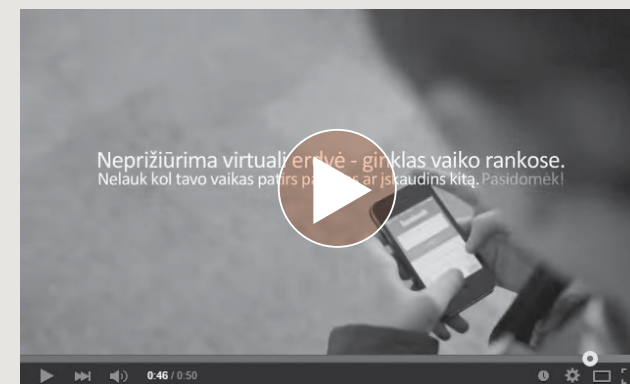 Neprižiūrima virtuali erdvė - ginklas vaiko rankose.
Nelauk kol tavo vaikas patirs ar įskaudins kitą. Pasidomėk!
facebook
0:46 / 0:50